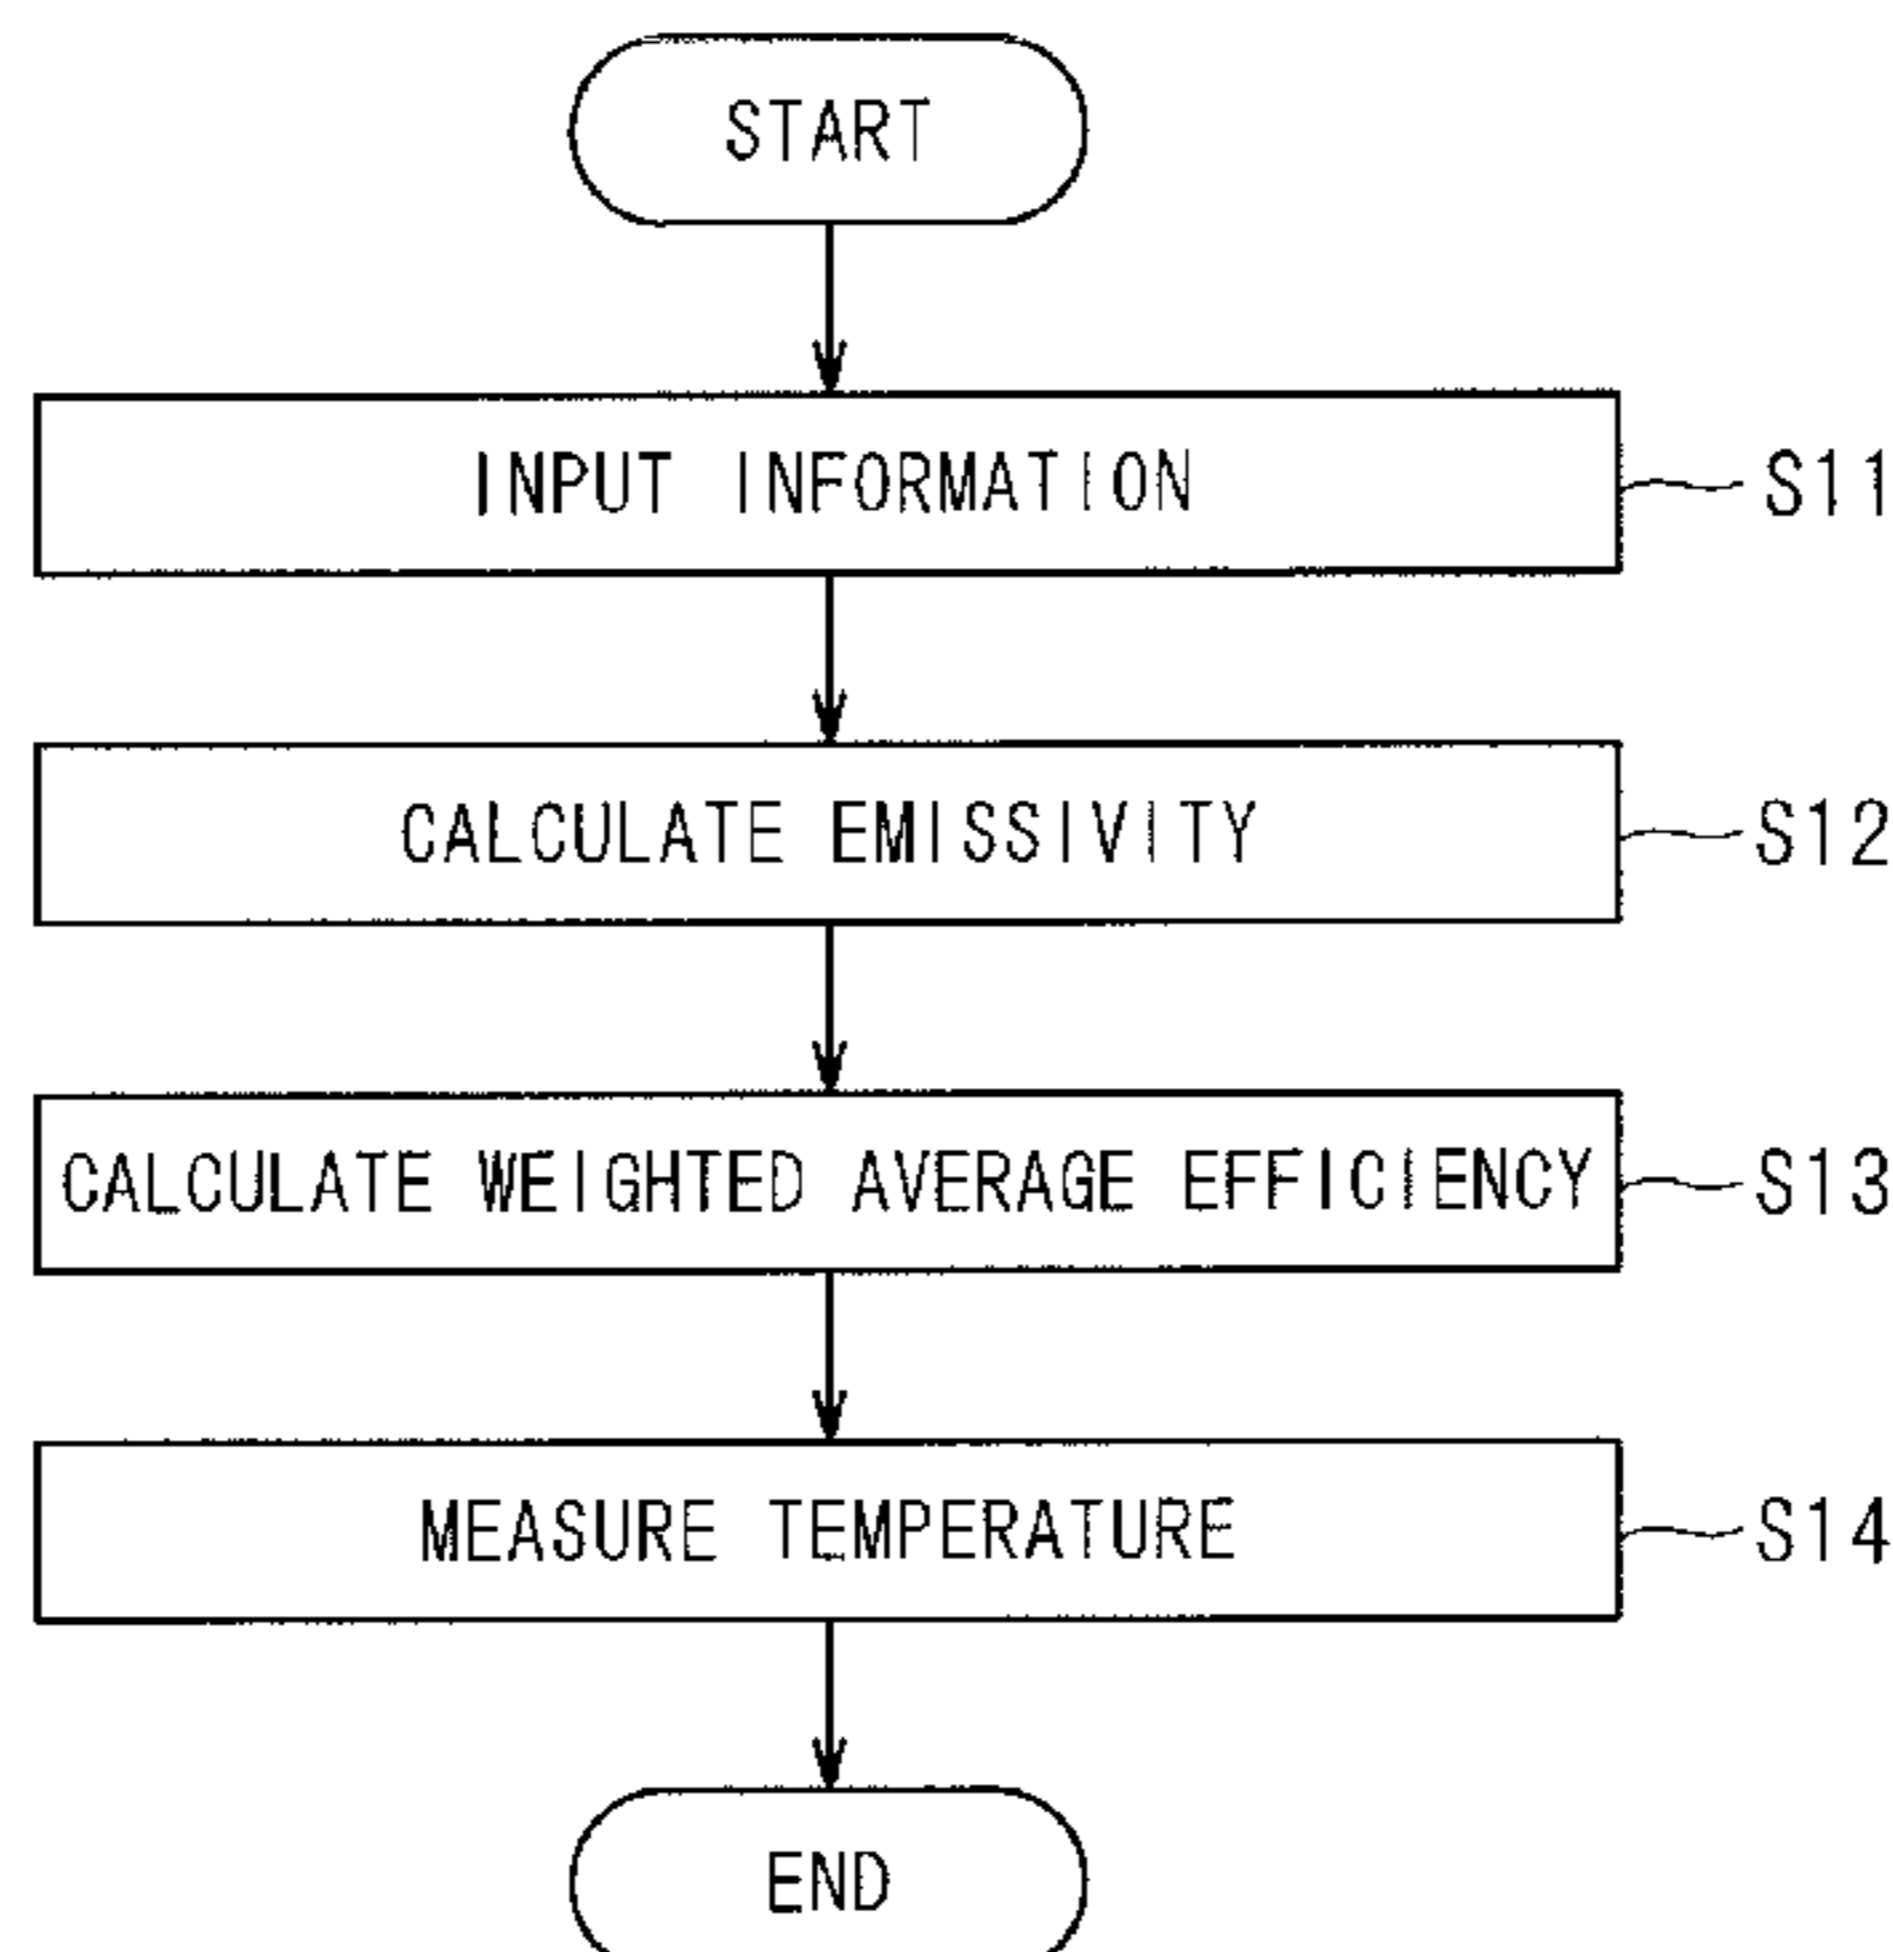 START
INPUT INFORMATION
S11
CALCULATE EMISSIVITY
S12
CALCULATE WEIGHTED AVERAGE EFFICIENCY
S13
MEASURE TEMPERATURE
S14
END